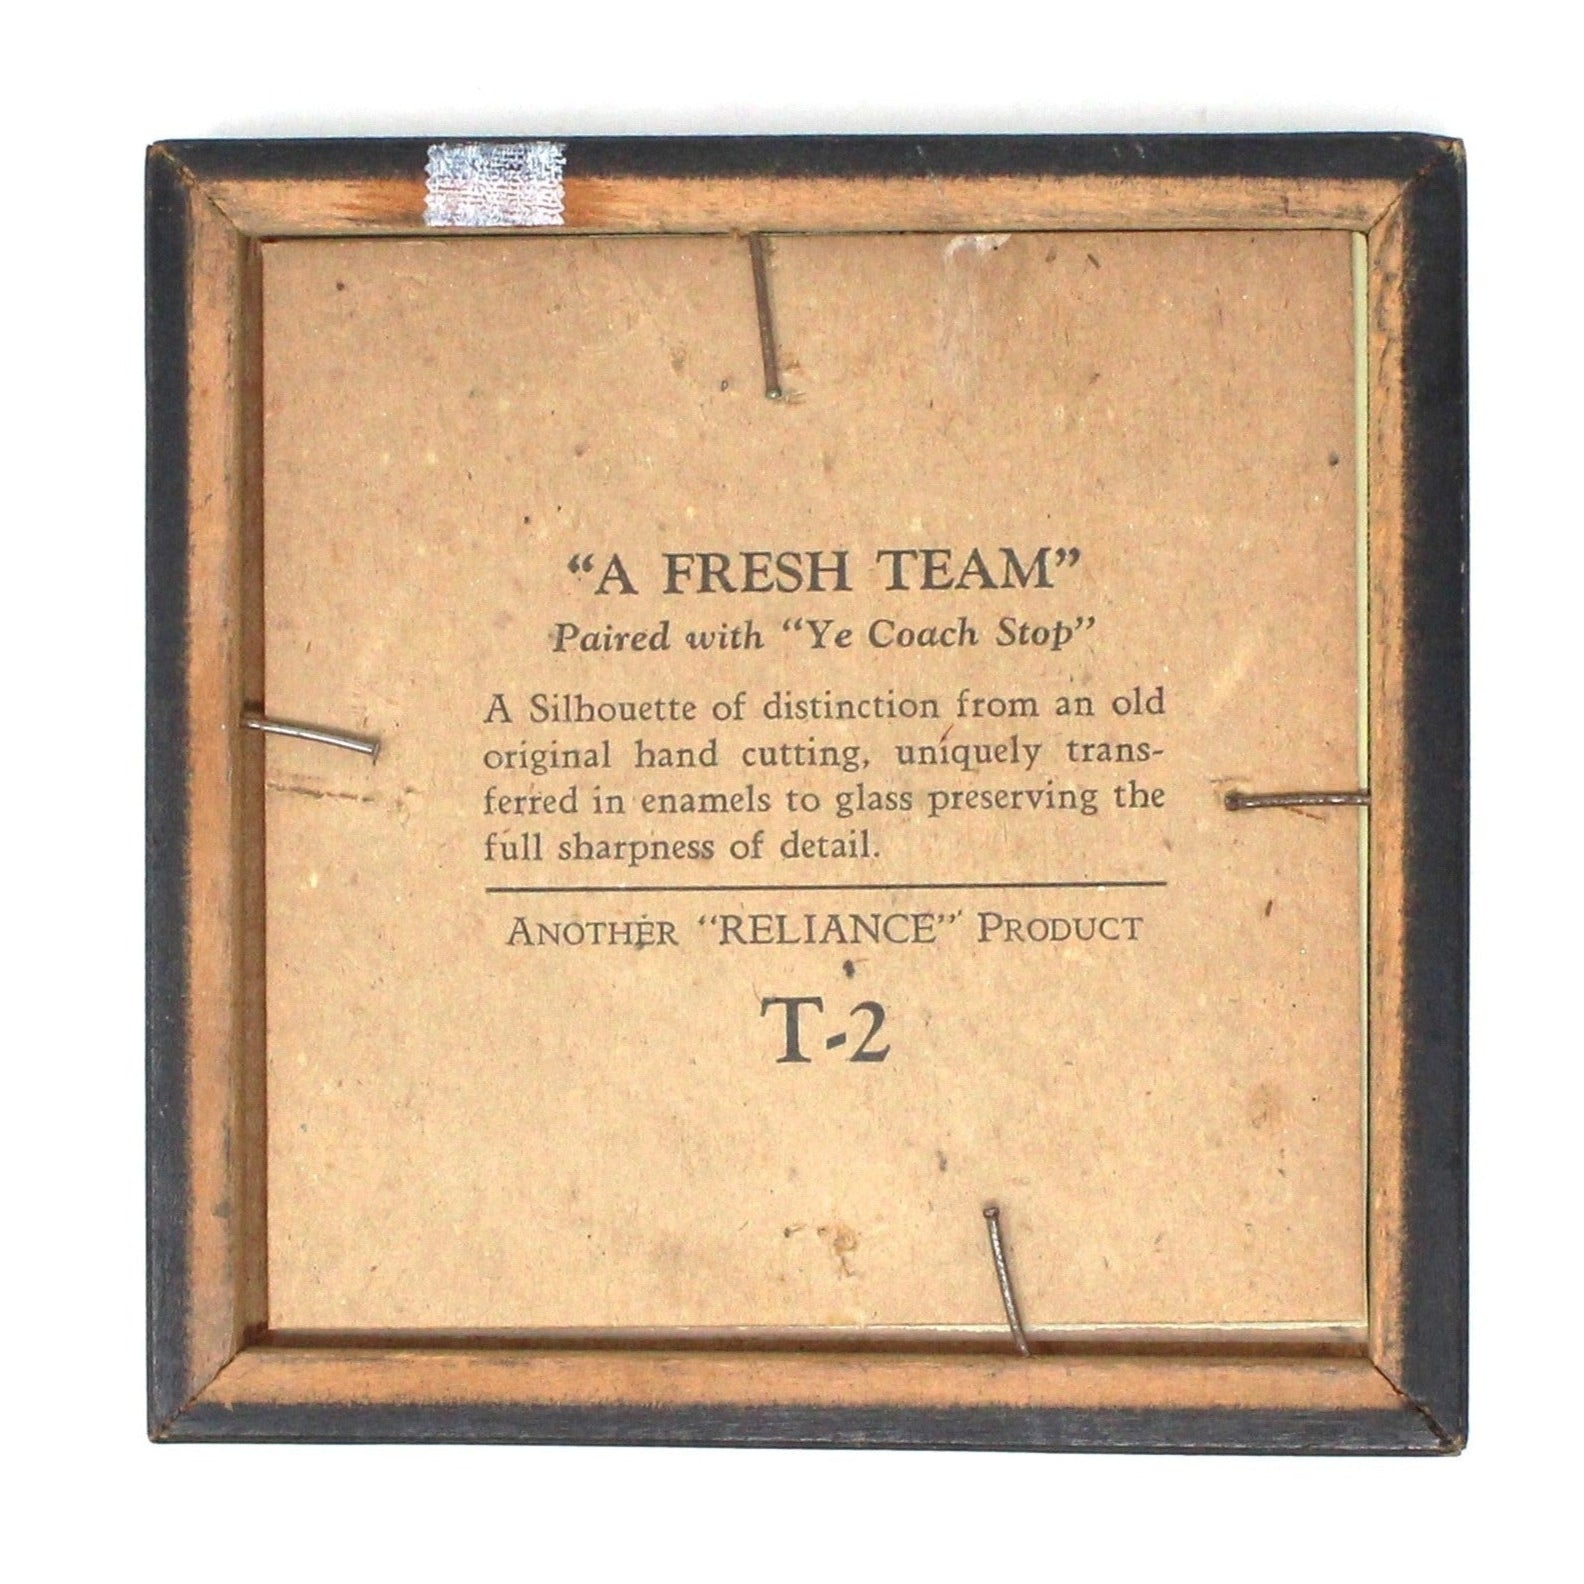 “A FRESH TEAM”
Paired with “Ye Coach Stop”
A Silhouette of distinction from an old
original hand cutting, uniquely trans-
ferred in enamels to glass preserving the
full sharpness of detail.
ANOTHER “RELIANCE” PRODUCT
T-2